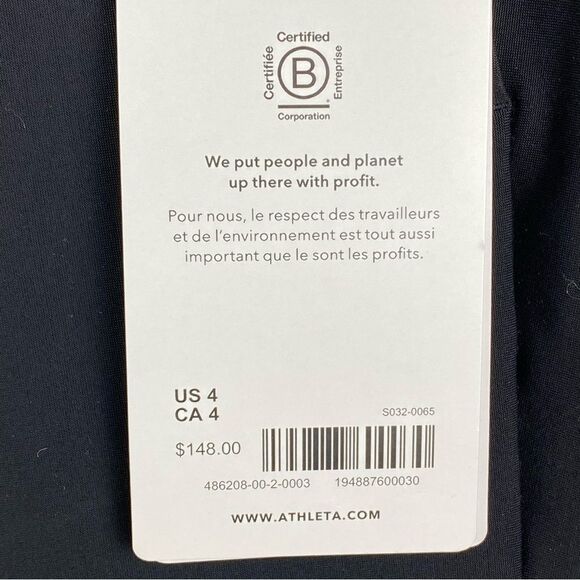 Certified
Certifiée
B
Entreprise
®
Corporation
We put people and planet
up there with profit.
Pour nous, le respect des travailleurs
et de l'environnement est tout aussi
important que le sont les profits.
US 4
CA 4
S032-0065
$148.00
486208-00-2-0003 194887600030
WWW.ATHLETA.COM